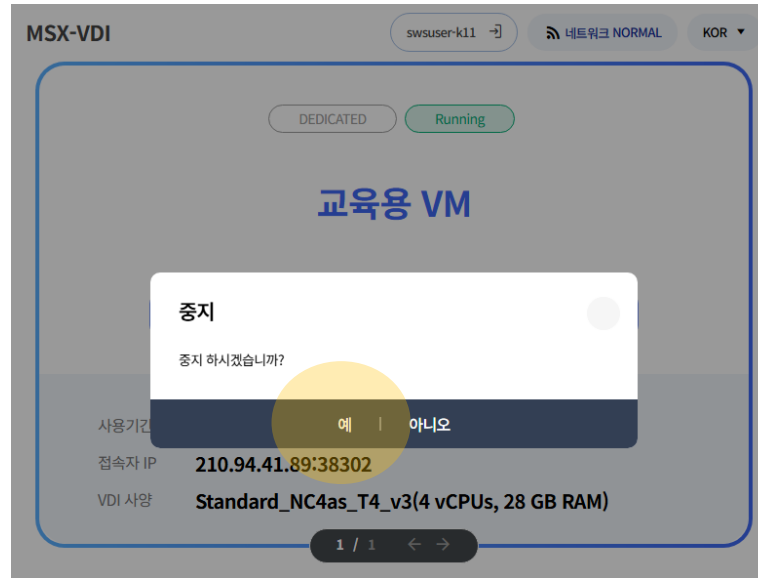 MSX-VDI
swsuser-k11
네트워크 NORMAL
KOR ▼
DEDICATED
Running
교육용 VM
중지
중지 하시겠습니까?
예 | 아니오
사용기간
접속자 IP 210.94.41.89:38302
VDI 사양 Standard_NC4as_T4_v3(4 vCPUs, 28 GB RAM)
1 / 1 ← →